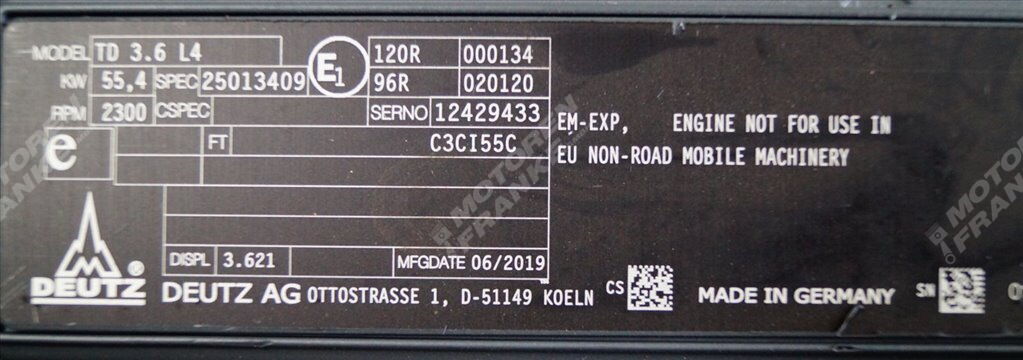 MODEL TD 3.6 L4 E1 120R 000134
KW 55,4 SPEC 25013409 96R 020120
RPM 2300 CSPEC SERNO 12429433
e FT C3CI55C
EM-EXP, ENGINE NOT FOR USE IN
EU NON-ROAD MOBILE MACHINERY
DISPL 3.621 MFGDATE 06/2019
DEUTZ DEUTZ AG OTTOSTRASSE 1, D-51149 KOELN CS MADE IN GERMANY SN
MOTOREN
FRANKEN